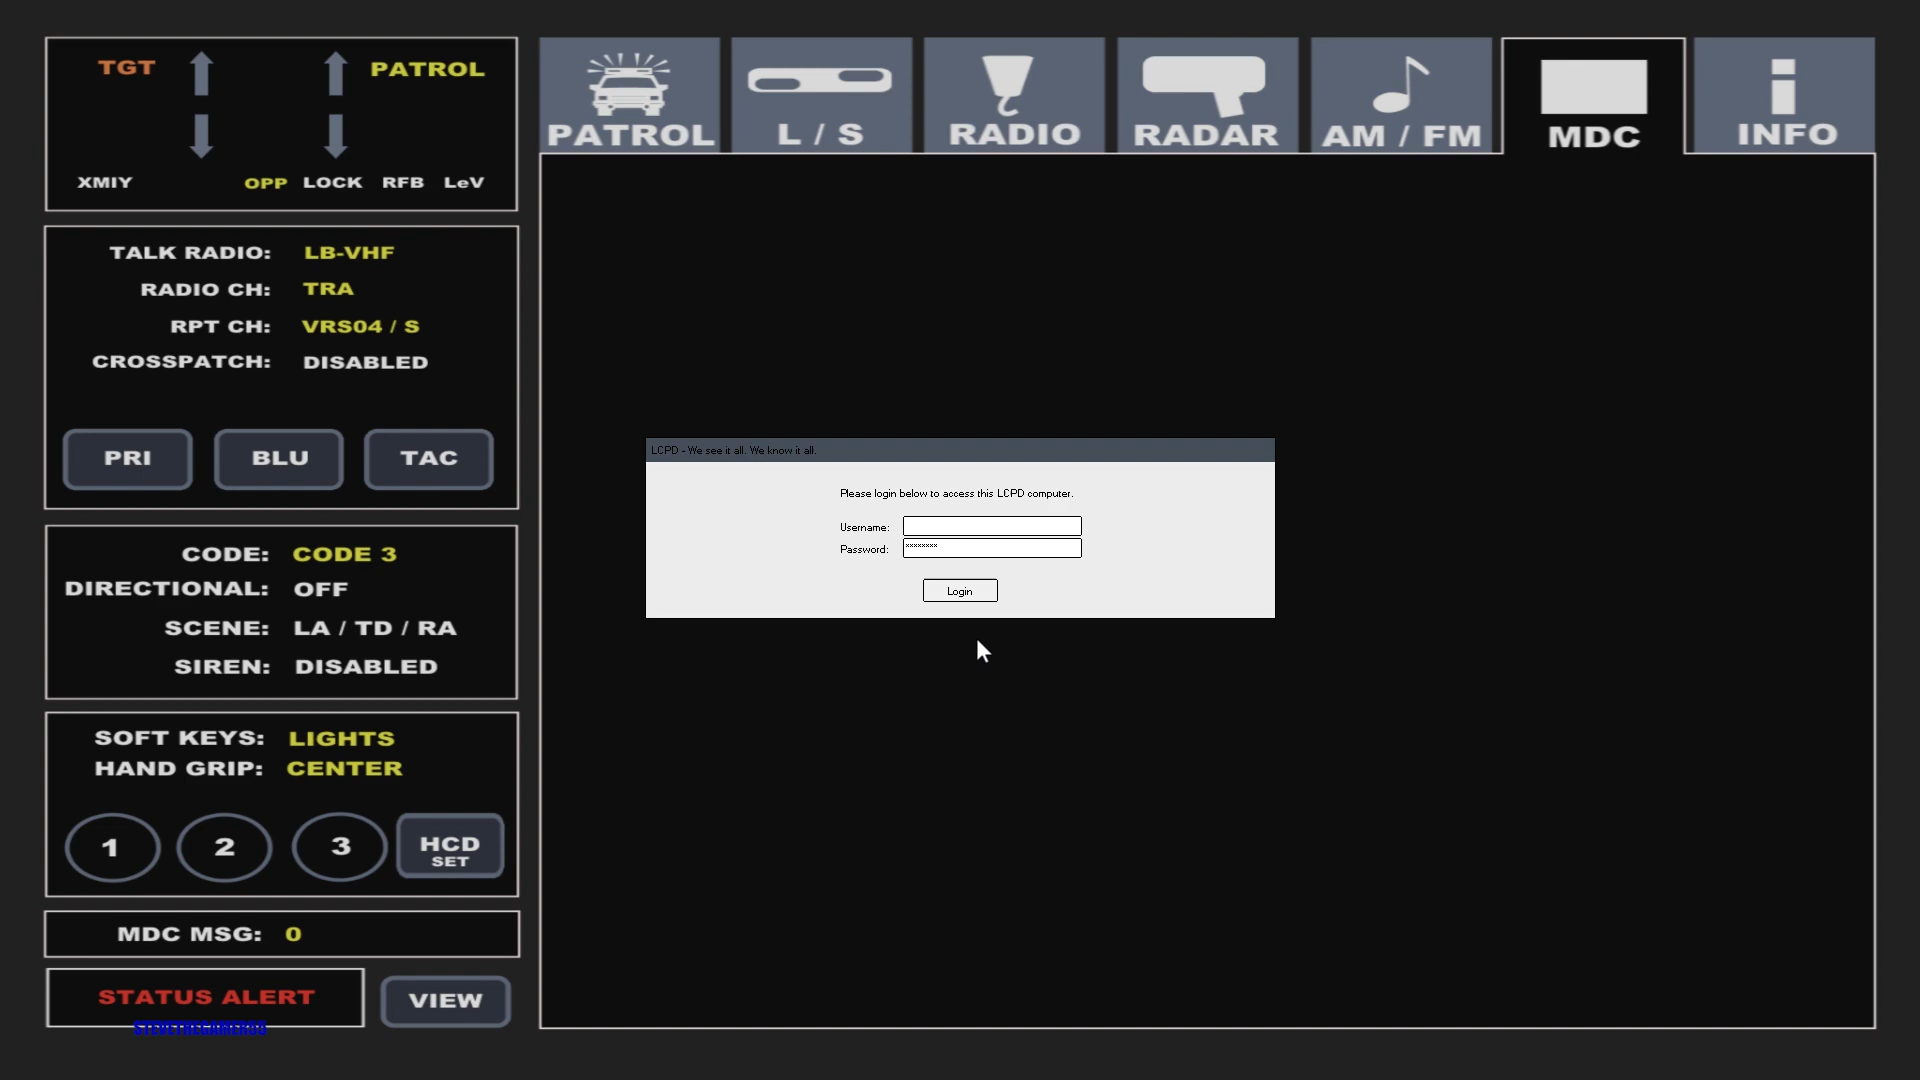 TGT PATROL
XMIY OPP LOCK RFB LeV
TALK RADIO: LB-VHF
RADIO CH: TRA
RPT CH: VRS04 / S
CROSSPATCH: DISABLED
PRI BLU TAC
CODE: CODE 3
DIRECTIONAL: OFF
SCENE: LA / TD / RA
SIREN: DISABLED
SOFT KEYS: LIGHTS
HAND GRIP: CENTER
1 2 3 HCD SET
MDC MSG: 0
STATUS ALERT
VIEW
STEVETHEGAMER55
PATROL L / S RADIO RADAR AM / FM MDC INFO
LCPD - We see it all. We know it all.
Please login below to access this LCPD computer.
Username:
Password: ********
Login